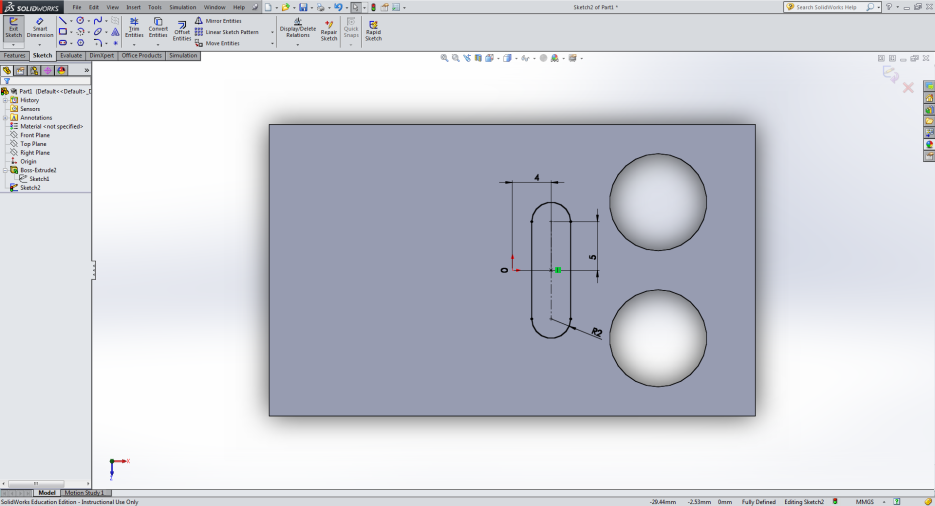 SOLIDWORKS File Edit View Insert Tools Simulation Window Help Sketch2 of Part1 * Search SolidWorks Help
Exit Sketch
Smart Dimension
Trim Entities
Convert Entities
Offset Entities
Mirror Entities
Linear Sketch Pattern
Move Entities
Display/Delete Relations
Repair Sketch
Quick Snaps
Rapid Sketch
Features Sketch Evaluate DimXpert Office Products Simulation
Part1 (Default<<Default>_D
History
Sensors
Annotations
Material <not specified>
Front Plane
Top Plane
Right Plane
Origin
Boss-Extrude2
Sketch1
Sketch2
4
5
0
R2
X
Z
Model Motion Study 1
SolidWorks Education Edition - Instructional Use Only -29.44mm -2.53mm 0mm Fully Defined Editing Sketch2 MMGS